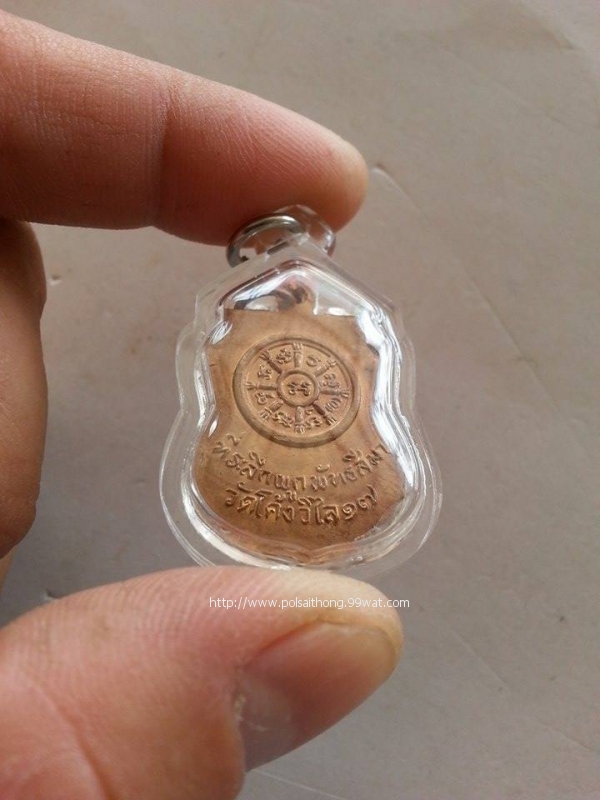 ที่ระลึกผูกพัทธสีมา
วัดโค้งวิไล๑๗
http://www.polsaithong.99wat.com